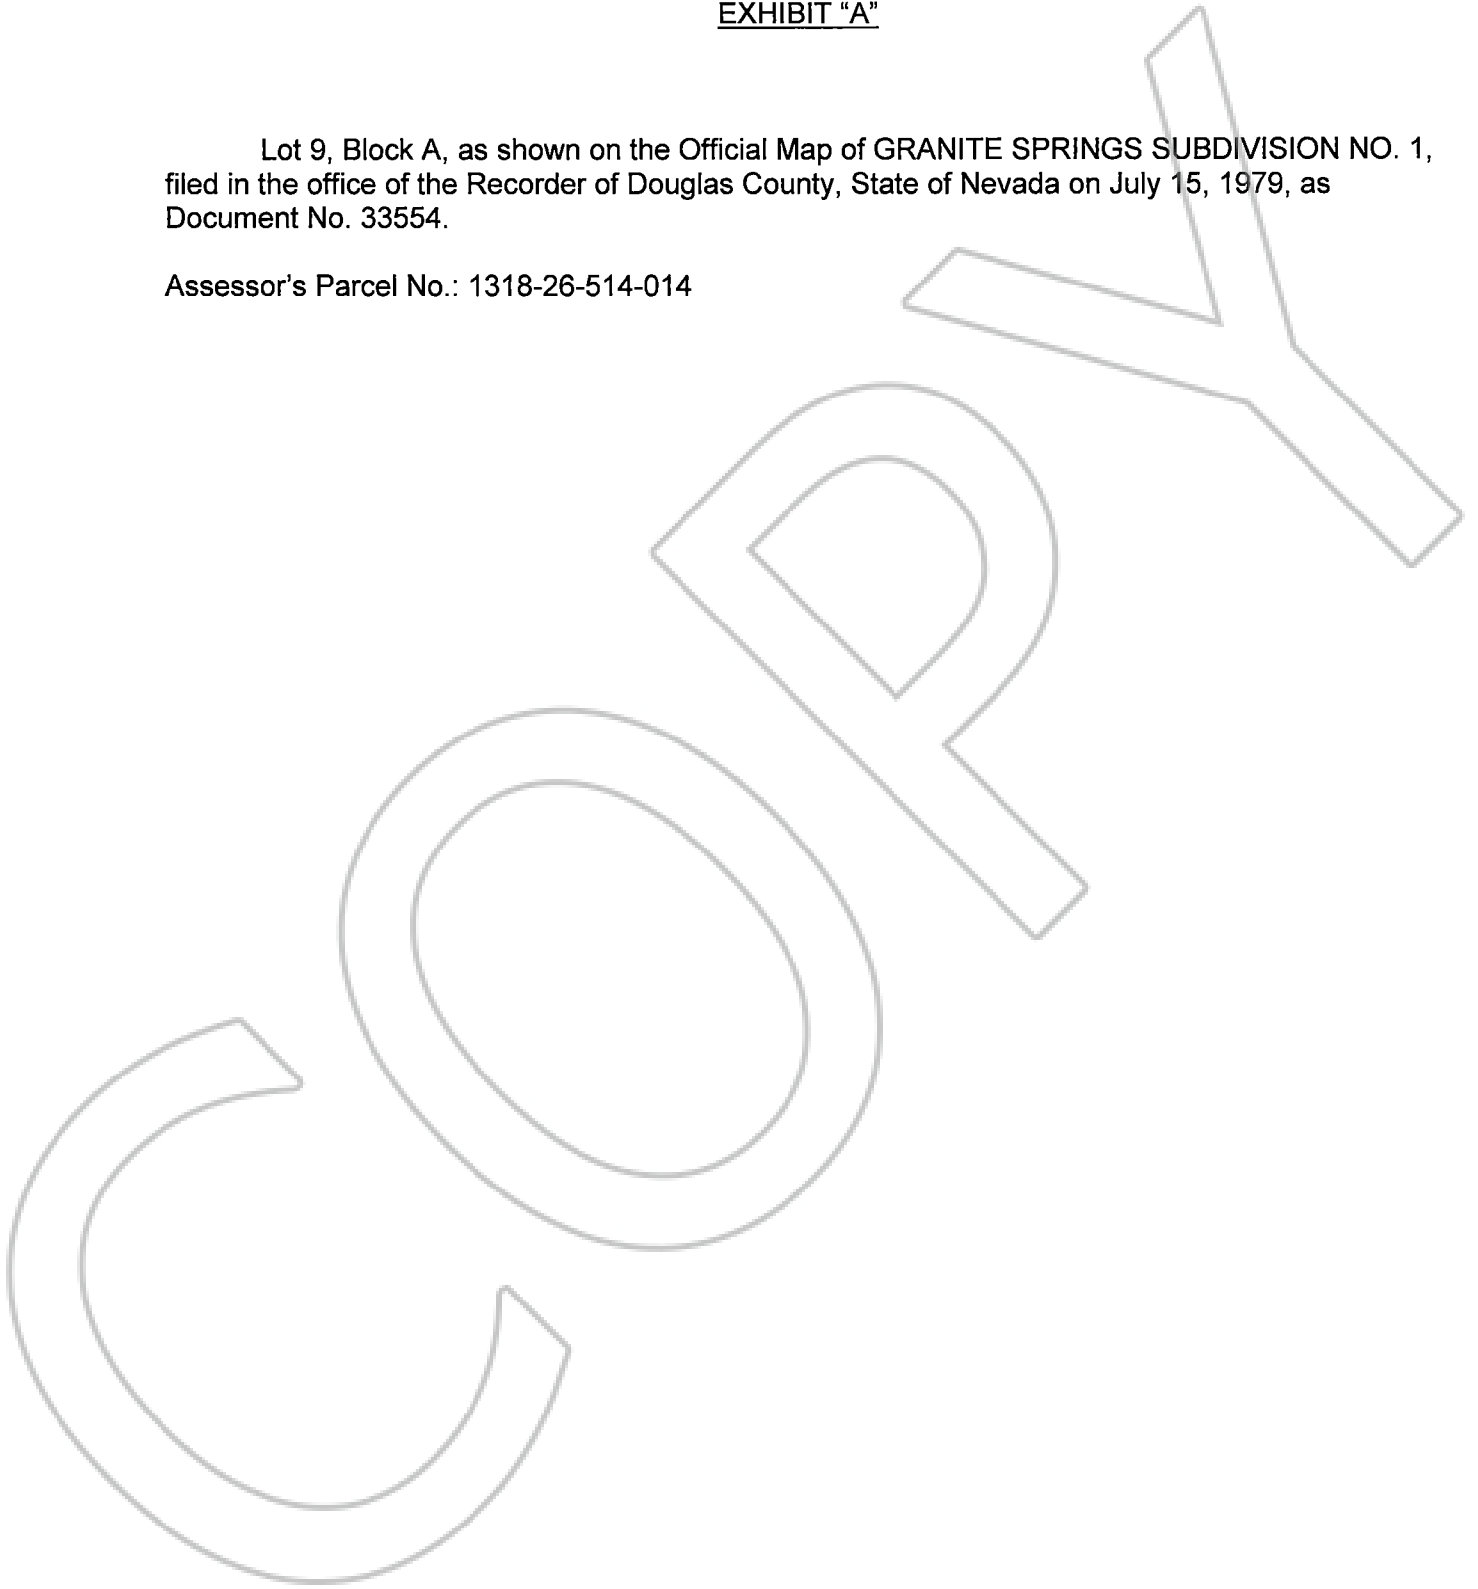 EXHIBIT “A”
Lot 9, Block A, as shown on the Official Map of GRANITE SPRINGS SUBDIVISION NO. 1,
filed in the office of the Recorder of Douglas County, State of Nevada on July 15, 1979, as
Document No. 33554.
Assessor’s Parcel No.: 1318-26-514-014
COPY